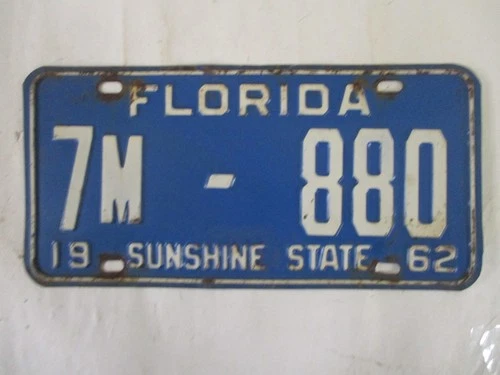 FLORIDA
7M - 880
19 SUNSHINE STATE 62